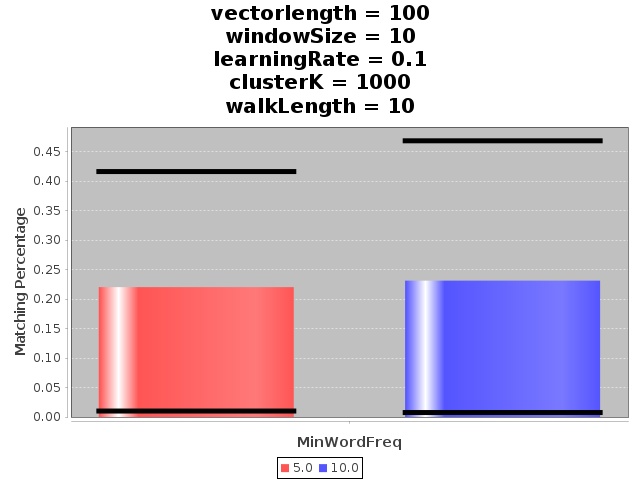 vectorlength = 100
windowSize = 10
learningRate = 0.1
clusterK = 1000
walkLength = 10
Matching Percentage
0.45
0.40
0.35
0.30
0.25
0.20
0.15
0.10
0.05
0.00
MinWordFreq
5.0 10.0